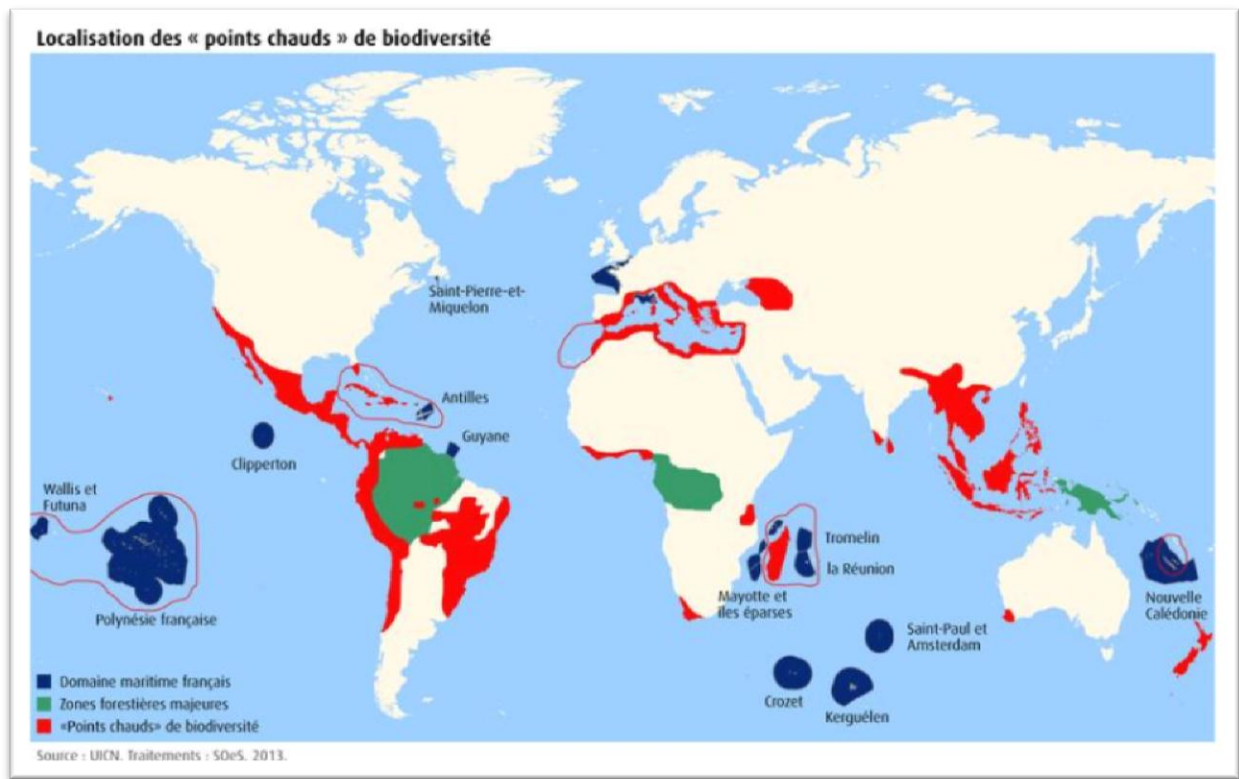 Localisation des « points chauds » de biodiversité
Saint-Pierre-et-
Miquelon
Antilles
Guyane
Clipperton
Wallis et
Futuna
Polynésie française
Tromelin
la Réunion
Mayotte et
îles éparses
Nouvelle
Calédonie
Saint-Paul et
Amsterdam
Crozet
Kerguélen
Domaine maritime français
Zones forestières majeures
«Points chauds» de biodiversité
Source : UICN. Traitements : SOeS. 2013.